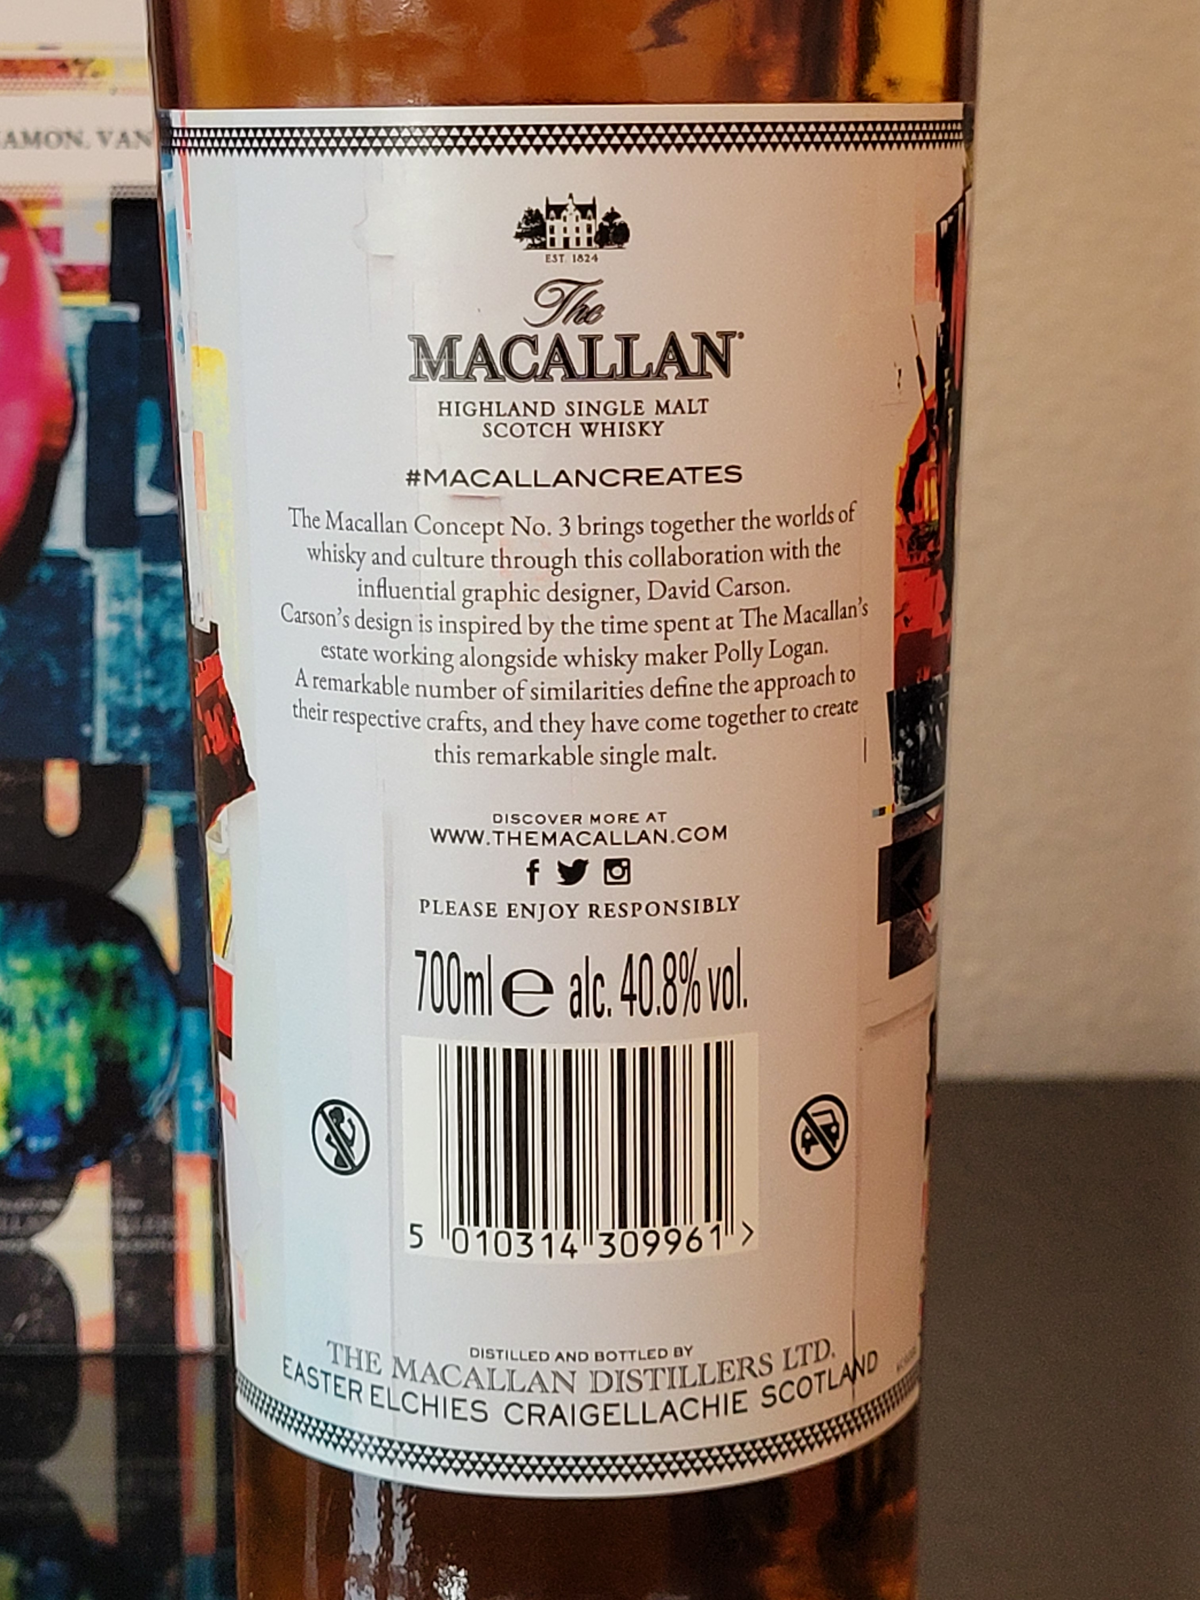 AMON, VAN
EST. 1824
The
MACALLAN
HIGHLAND SINGLE MALT
SCOTCH WHISKY
#MACALLANCREATES
The Macallan Concept No. 3 brings together the worlds of
whisky and culture through this collaboration with the
influential graphic designer, David Carson.
Carson's design is inspired by the time spent at The Macallan's
estate working alongside whisky maker Polly Logan.
A remarkable number of similarities define the approach to
their respective crafts, and they have come together to create
this remarkable single malt.
DISCOVER MORE AT
WWW.THEMACALLAN.COM
PLEASE ENJOY RESPONSIBLY
700ml e alc. 40.8% vol.
5 010314 309961 >
DISTILLED AND BOTTLED BY
THE MACALLAN DISTILLERS LTD.
EASTER ELCHIES CRAIGELLACHIE SCOTLAND